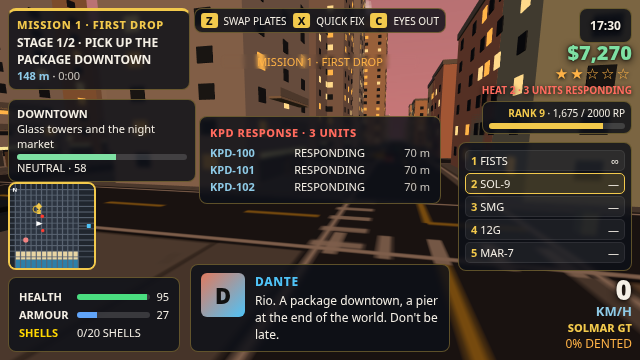 MISSION 1 · FIRST DROP
STAGE 1/2 · PICK UP THE
PACKAGE DOWNTOWN
148 m · 0:00
Z SWAP PLATES X QUICK FIX C EYES OUT
MISSION 1 · FIRST DROP
17:30
$7,270
★★☆☆☆☆
3 UNITS RESPONDING
RANK 9 · 1,675 / 2000 RP
DOWNTOWN
Glass towers and the night
market
NEUTRAL · 58
KPD RESPONSE · 3 UNITS
KPD-100 RESPONDING 70 m
KPD-101 RESPONDING 70 m
KPD-102 RESPONDING 70 m
1 FISTS ∞
2 SOL-9 —
3 SMG —
4 12G —
5 MAR-7 —
HEALTH 95
ARMOUR 27
SHELLS 0/20 SHELLS
D
DANTE
Rio. A package downtown, a pier
at the end of the world. Don't be
late.
0
KM/H
SOLMAR GT
0% DENTED